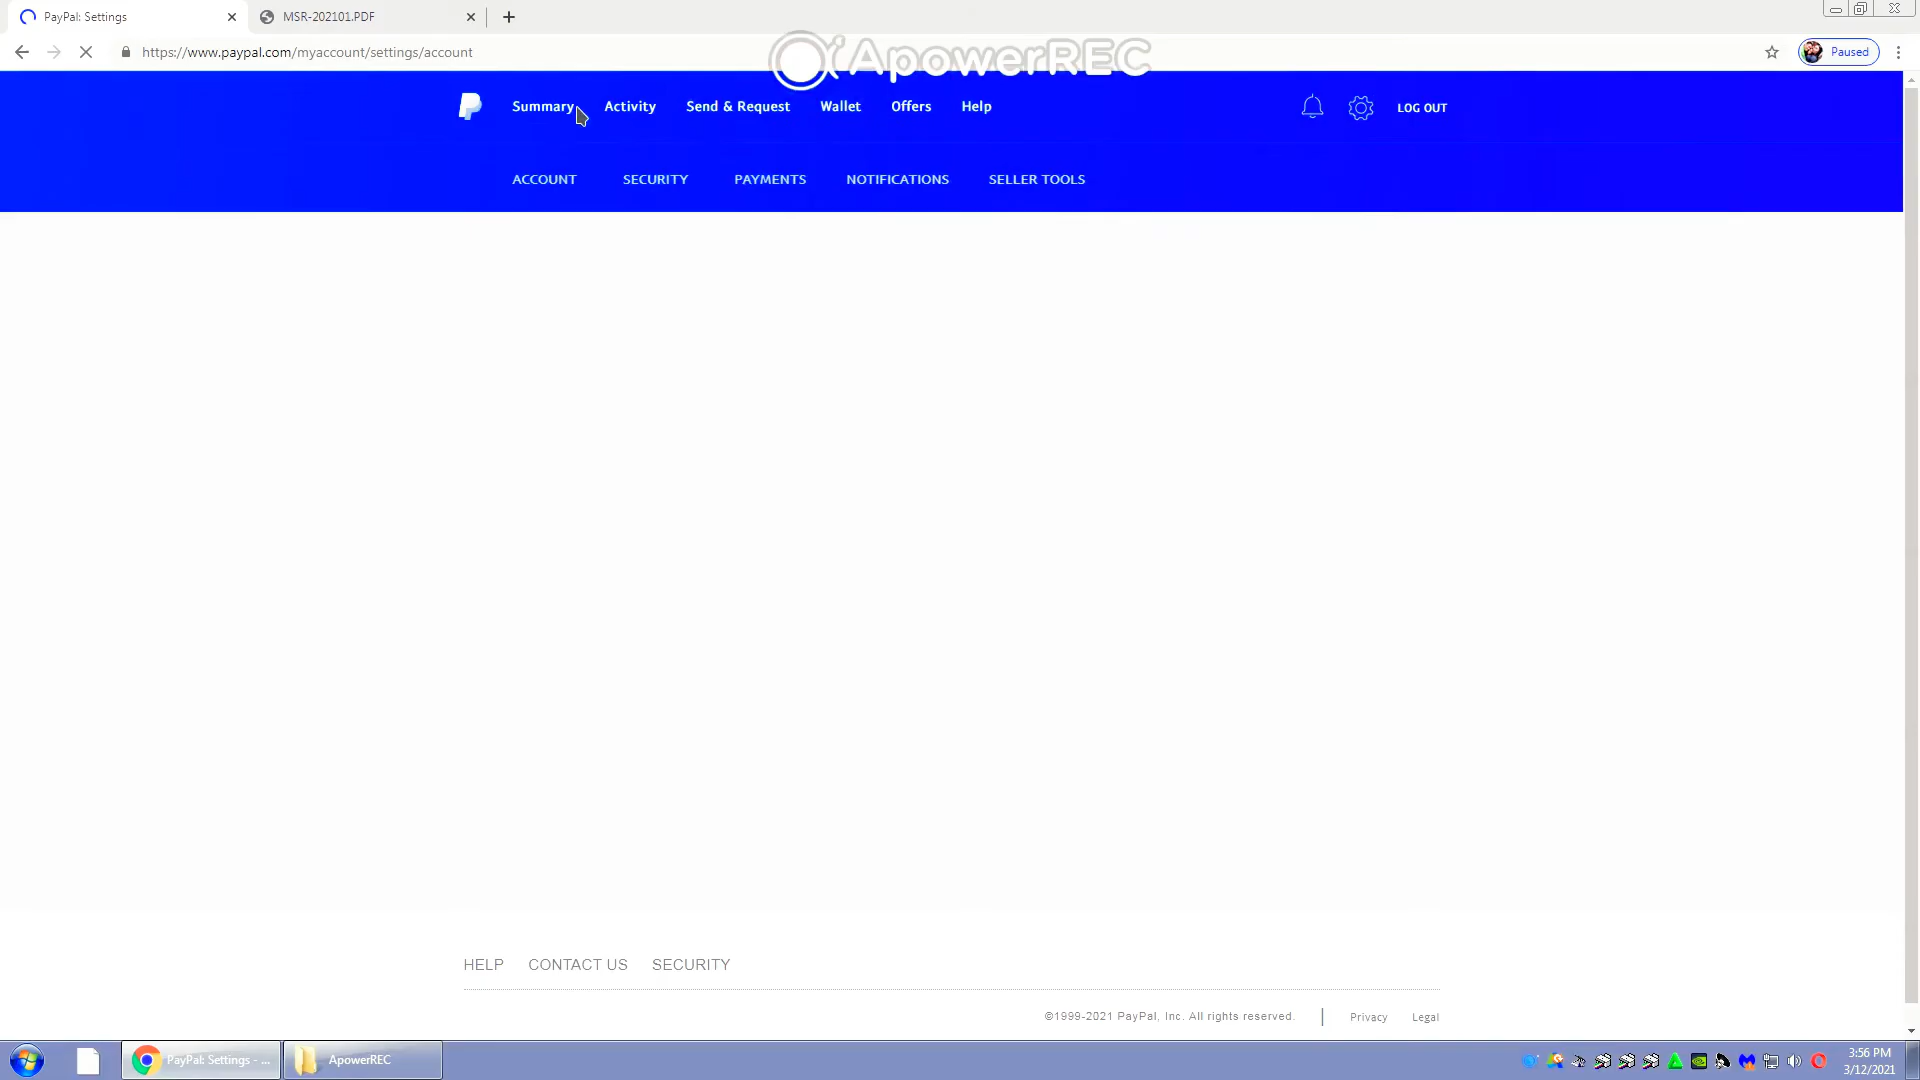 PayPal: Settings
MSR-202101.PDF
https://www.paypal.com/myaccount/settings/account
Paused
ApowerREC
Summary Activity Send & Request Wallet Offers Help LOG OUT
ACCOUNT SECURITY PAYMENTS NOTIFICATIONS SELLER TOOLS
HELP CONTACT US SECURITY
©1999-2021 PayPal, Inc. All rights reserved. Privacy Legal
PayPal: Settings - ...
ApowerREC
3:56 PM
3/12/2021